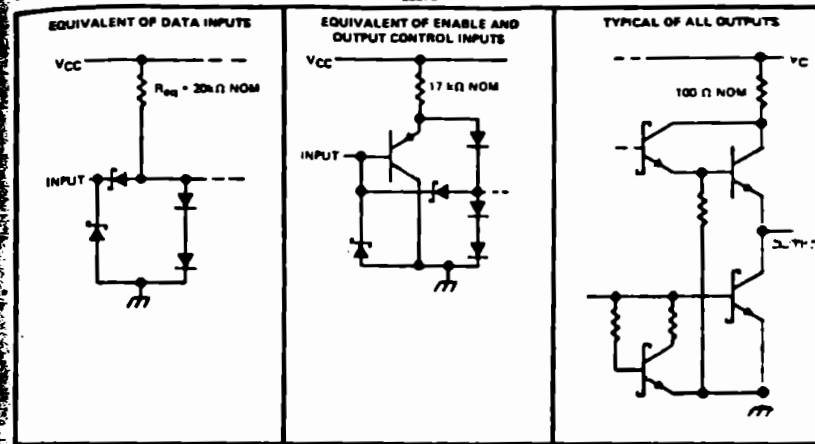 EQUIVALENT OF DATA INPUTS
VCC
Req = 20kΩ NOM
INPUT
EQUIVALENT OF ENABLE AND
OUTPUT CONTROL INPUTS
VCC
17 kΩ NOM
INPUT
TYPICAL OF ALL OUTPUTS
100 Ω NOM